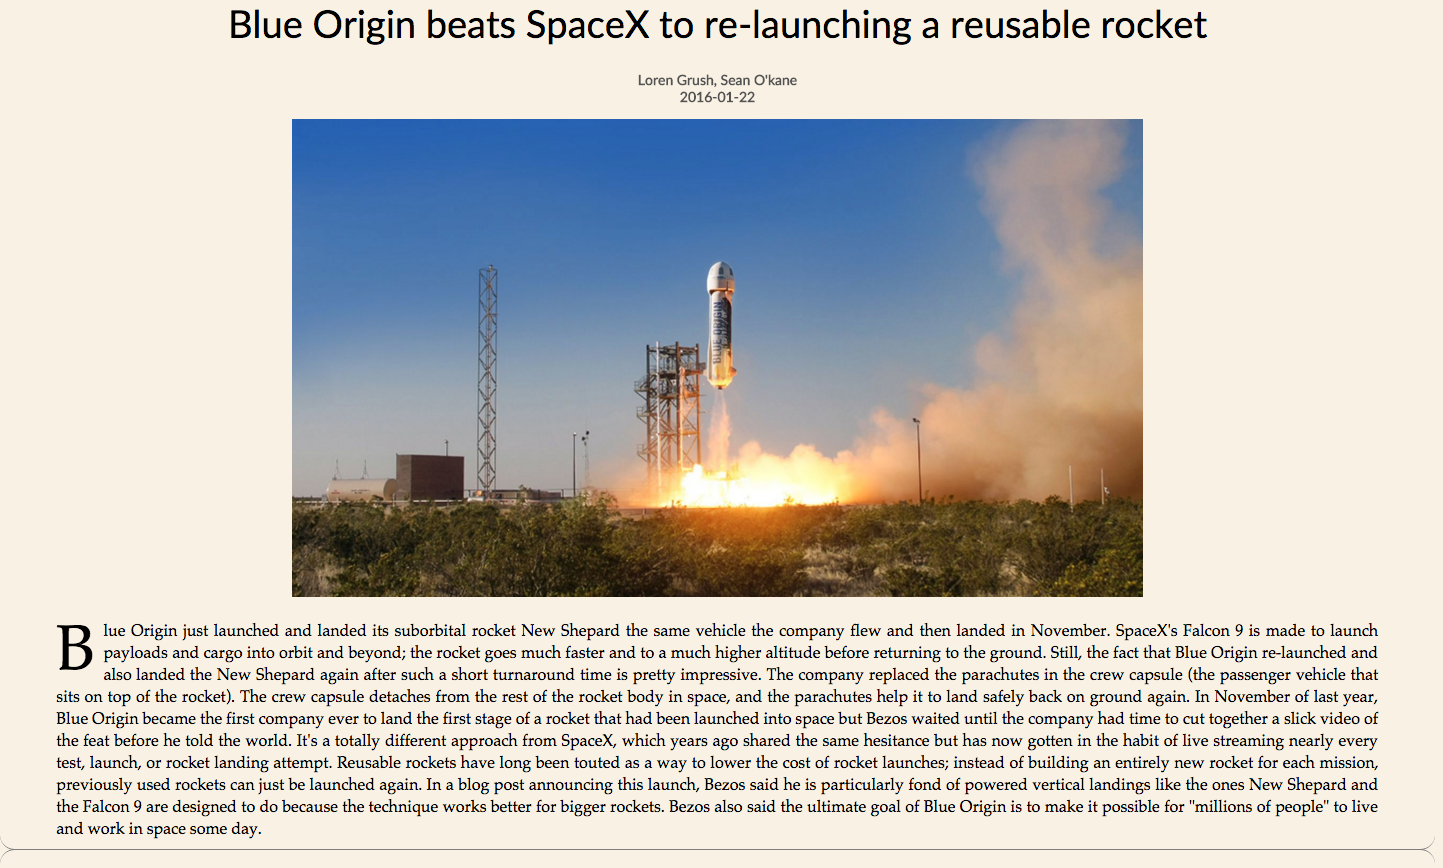 Blue Origin beats SpaceX to re-launching a reusable rocket
Loren Grush, Sean O'kane
2016-01-22
BLUE ORIGIN
Blue Origin just launched and landed its suborbital rocket New Shepard the same vehicle the company flew and then landed in November. SpaceX's Falcon 9 is made to launch
payloads and cargo into orbit and beyond; the rocket goes much faster and to a much higher altitude before returning to the ground. Still, the fact that Blue Origin re-launched and
also landed the New Shepard again after such a short turnaround time is pretty impressive. The company replaced the parachutes in the crew capsule (the passenger vehicle that
sits on top of the rocket). The crew capsule detaches from the rest of the rocket body in space, and the parachutes help it to land safely back on ground again. In November of last year,
Blue Origin became the first company ever to land the first stage of a rocket that had been launched into space but Bezos waited until the company had time to cut together a slick video of
the feat before he told the world. It's a totally different approach from SpaceX, which years ago shared the same hesitance but has now gotten in the habit of live streaming nearly every
test, launch, or rocket landing attempt. Reusable rockets have long been touted as a way to lower the cost of rocket launches; instead of building an entirely new rocket for each mission,
previously used rockets can just be launched again. In a blog post announcing this launch, Bezos said he is particularly fond of powered vertical landings like the ones New Shepard and
the Falcon 9 are designed to do because the technique works better for bigger rockets. Bezos also said the ultimate goal of Blue Origin is to make it possible for "millions of people" to live
and work in space some day.